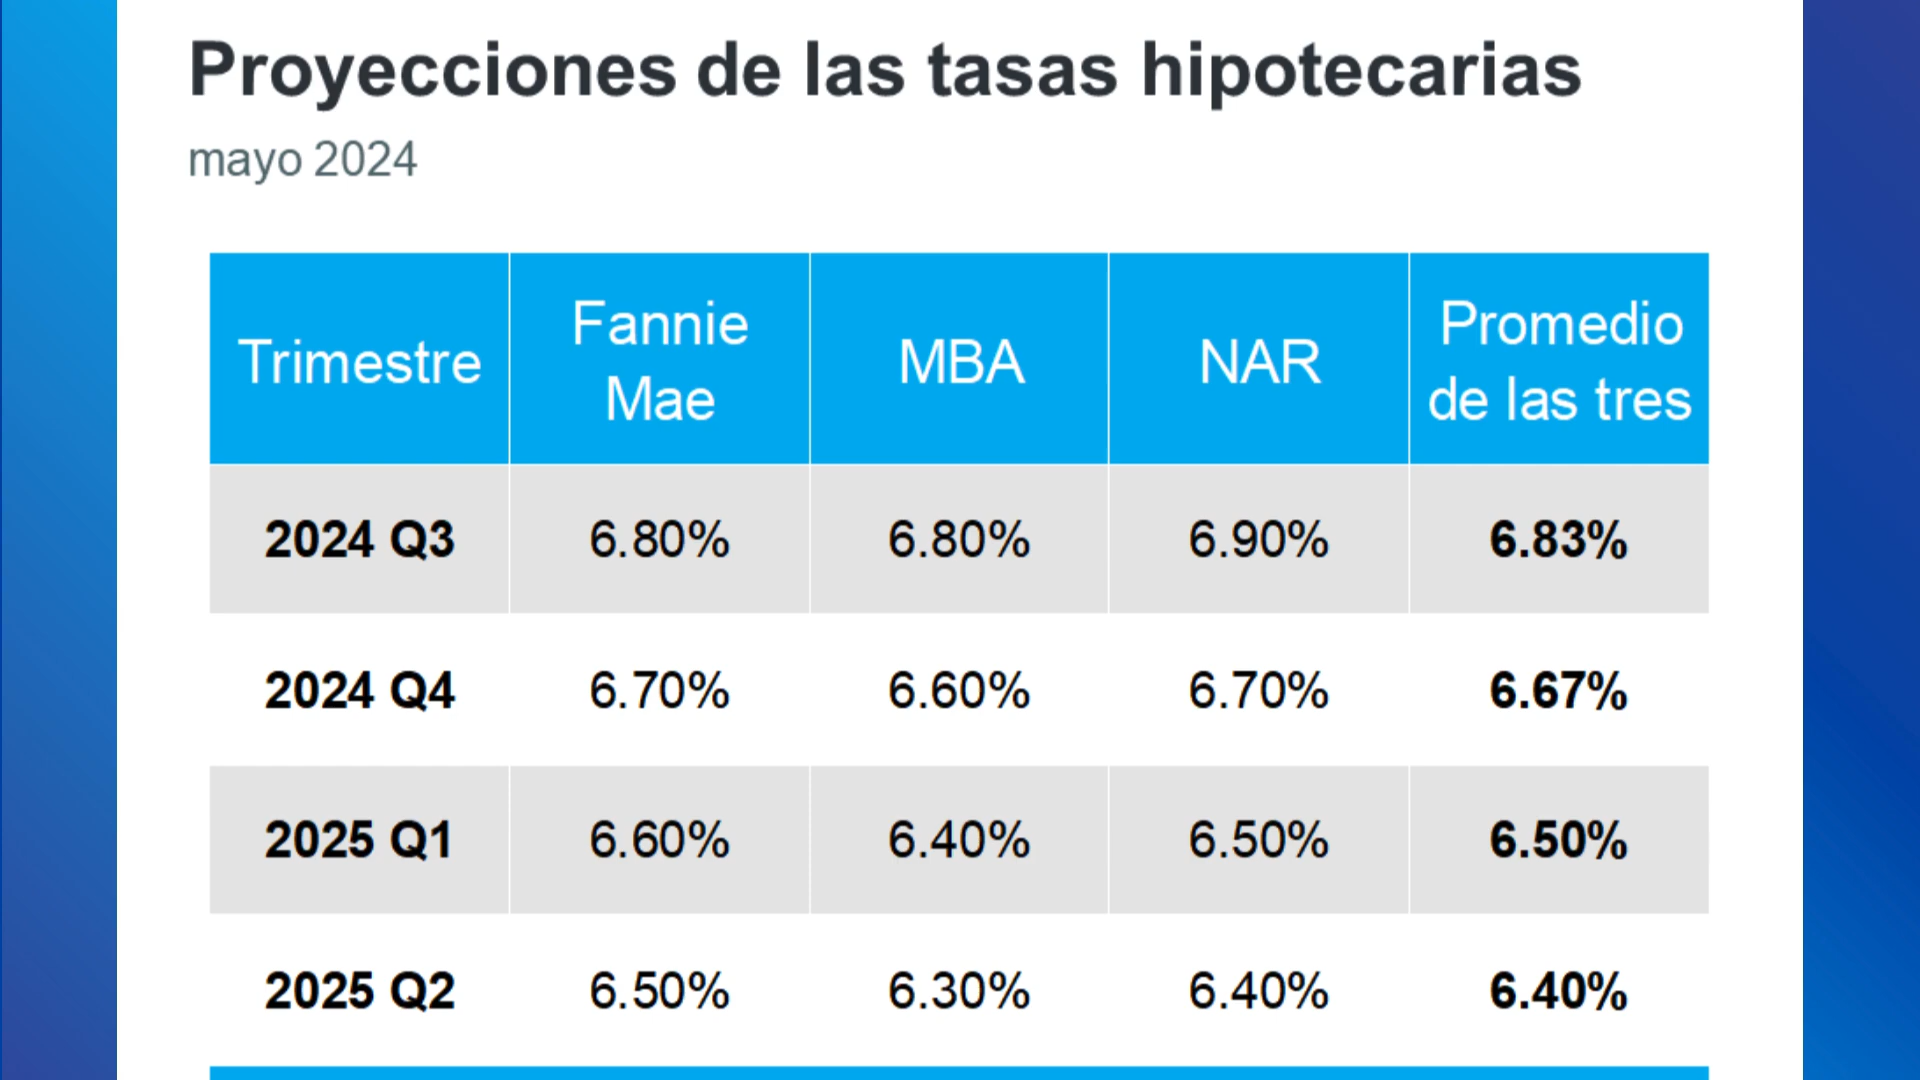 Proyecciones de las tasas hipotecarias
mayo 2024
Trimestre Fannie Mae MBA NAR Promedio de las tres
2024 Q3 6.80% 6.80% 6.90% 6.83%
2024 Q4 6.70% 6.60% 6.70% 6.67%
2025 Q1 6.60% 6.40% 6.50% 6.50%
2025 Q2 6.50% 6.30% 6.40% 6.40%